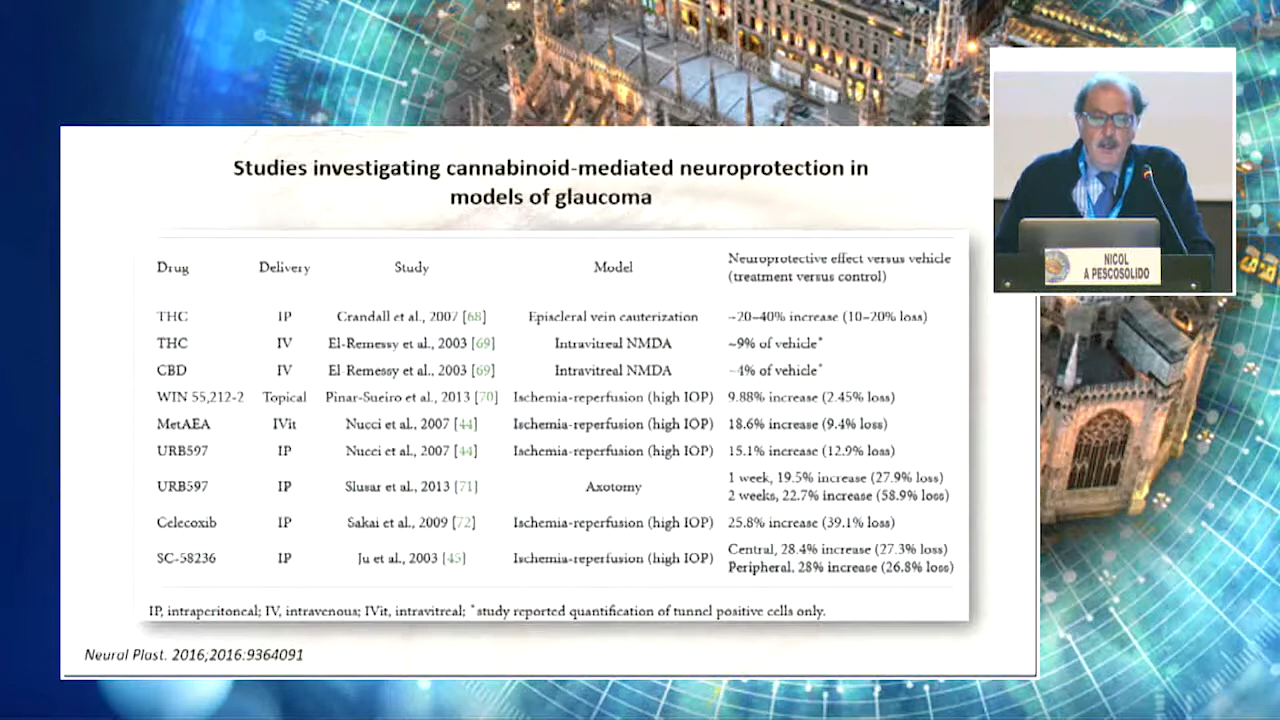 Studies investigating cannabinoid-mediated neuroprotection in
models of glaucoma
Drug Delivery Study Model Neuroprotective effect versus vehicle
(treatment versus control)
THC IP Crandall et al., 2007 [68] Episcleral vein cauterization ~20–40% increase (10–20% loss)
THC IV El-Remessy et al., 2003 [69] Intravitreal NMDA ~9% of vehicle*
CBD IV El-Remessy et al., 2003 [69] Intravitreal NMDA ~4% of vehicle*
WIN 55,212-2 Topical Pinar-Sueiro et al., 2013 [70] Ischemia-reperfusion (high IOP) 9.88% increase (2.45% loss)
MetAEA IVit Nucci et al., 2007 [44] Ischemia-reperfusion (high IOP) 18.6% increase (9.4% loss)
URB597 IP Nucci et al., 2007 [44] Ischemia-reperfusion (high IOP) 15.1% increase (12.9% loss)
URB597 IP Slusar et al., 2013 [71] Axotomy 1 week, 19.5% increase (27.9% loss)
2 weeks, 22.7% increase (58.9% loss)
Celecoxib IP Sakai et al., 2009 [72] Ischemia-reperfusion (high IOP) 25.8% increase (39.1% loss)
SC-58236 IP Ju et al., 2003 [45] Ischemia-reperfusion (high IOP) Central, 28.4% increase (27.3% loss)
Peripheral, 28% increase (26.8% loss)
IP, intraperitoneal; IV, intravenous; IVit, intravitreal; *study reported quantification of tunnel positive cells only.
Neural Plast. 2016;2016:9364091
NICOL
A PESCOSOLIDO